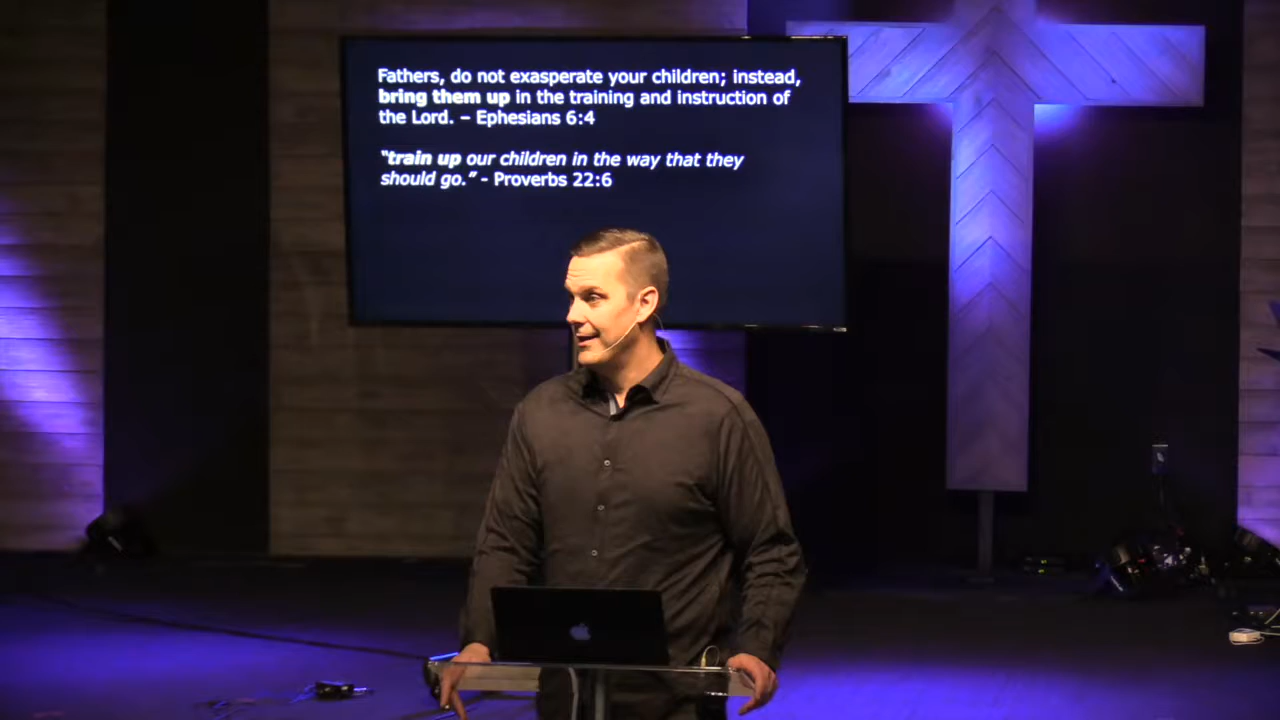 Fathers, do not exasperate your children; instead,
bring them up in the training and instruction of
the Lord. – Ephesians 6:4
“train up our children in the way that they
should go.” - Proverbs 22:6